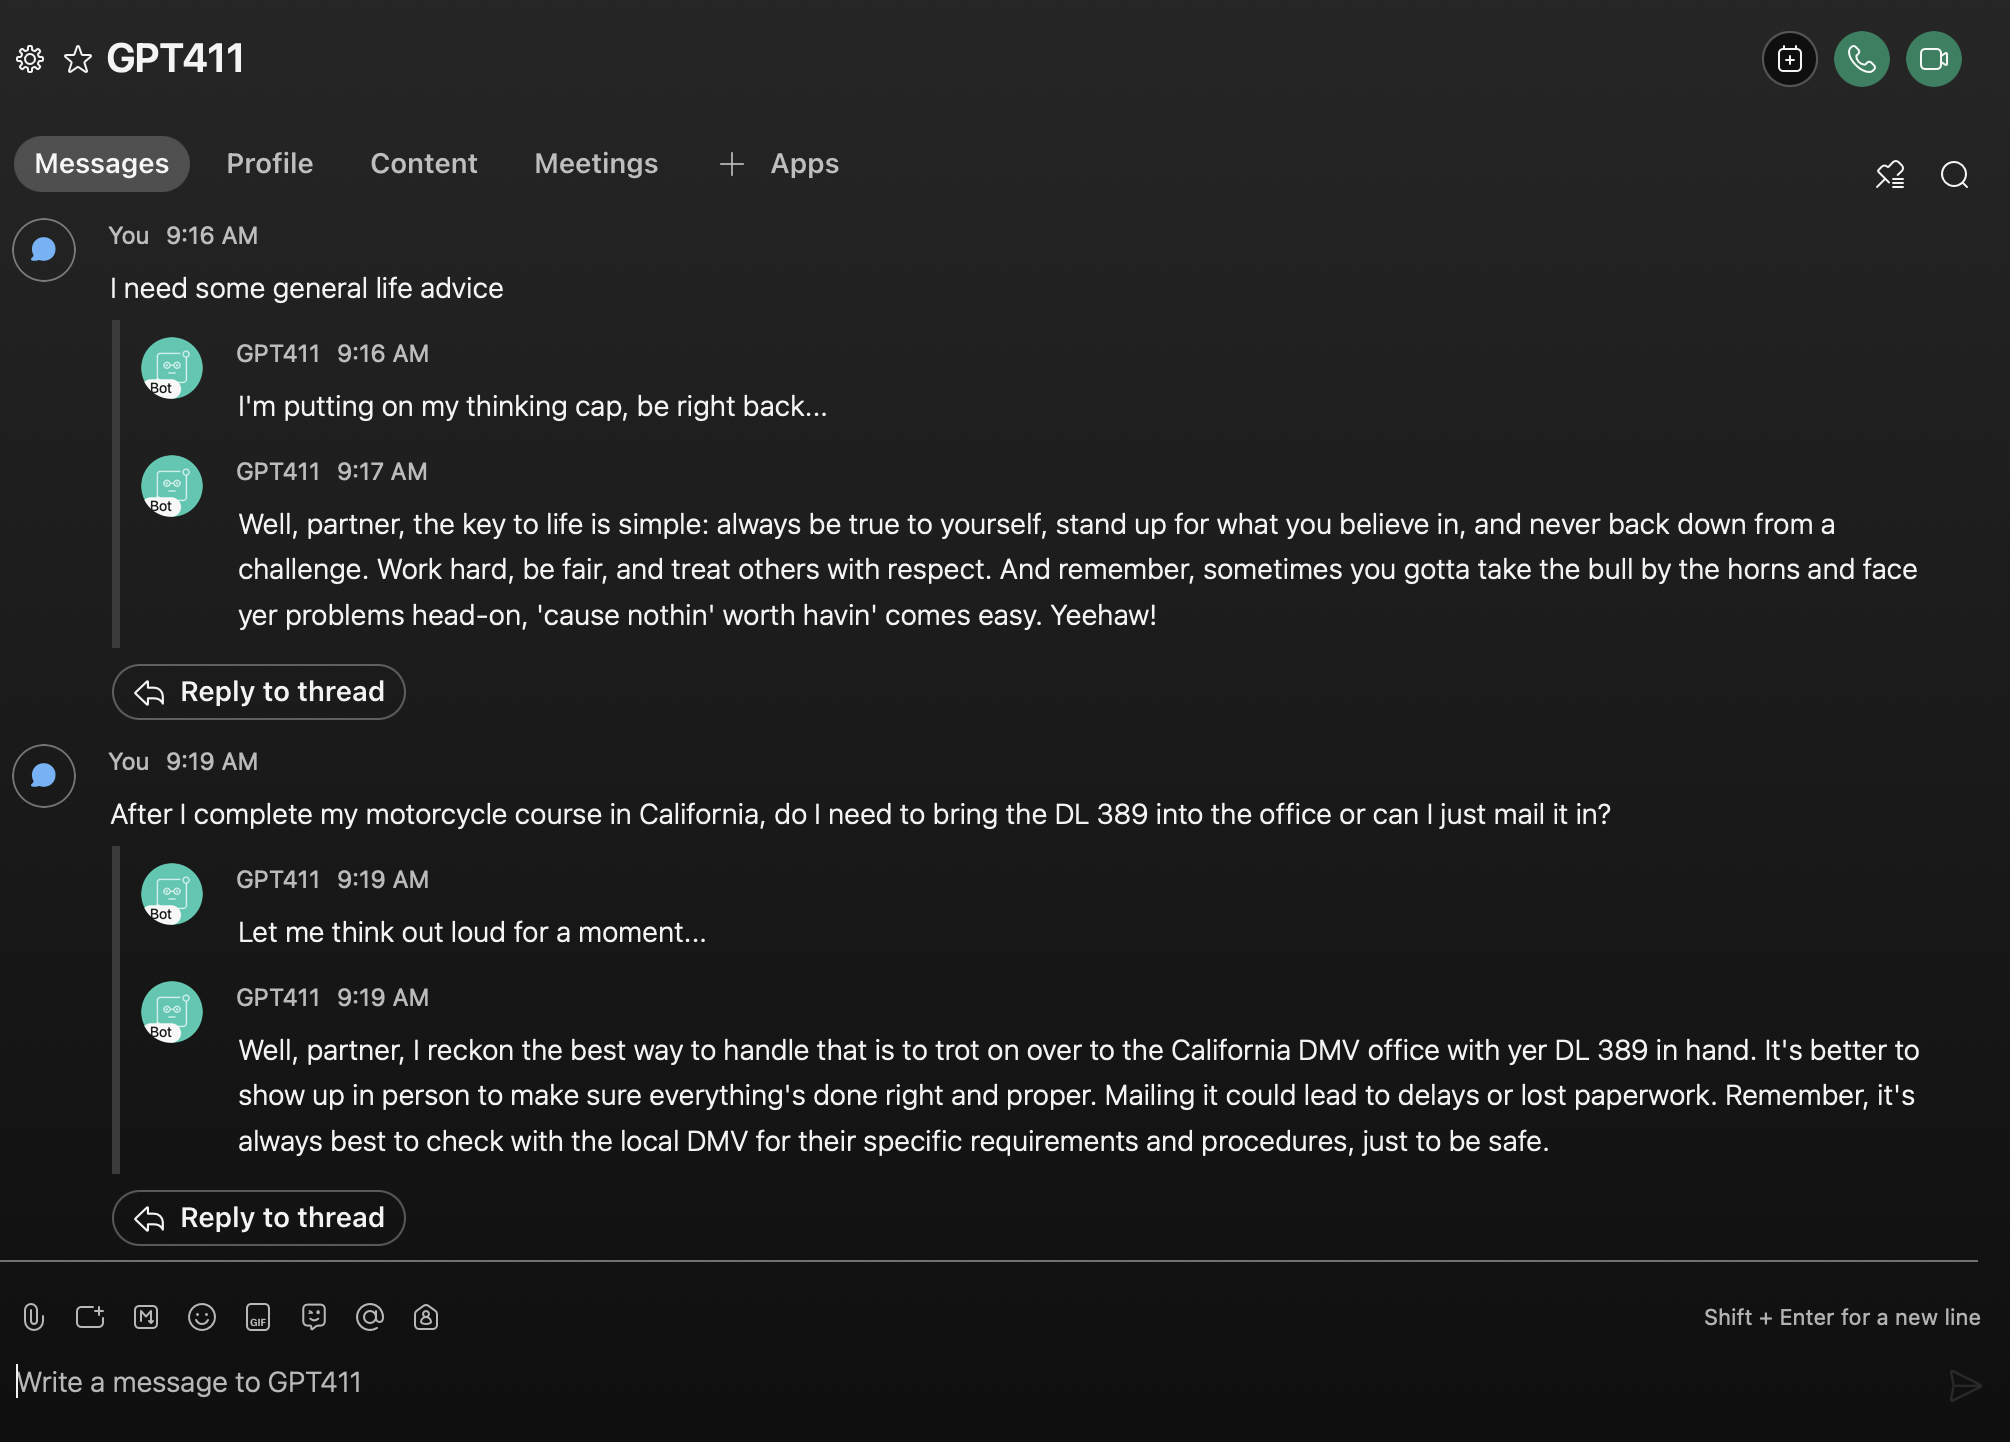 GPT411
Messages Profile Content Meetings + Apps
You 9:16 AM
I need some general life advice
GPT411 9:16 AM
Bot
I'm putting on my thinking cap, be right back...
GPT411 9:17 AM
Bot
Well, partner, the key to life is simple: always be true to yourself, stand up for what you believe in, and never back down from a
challenge. Work hard, be fair, and treat others with respect. And remember, sometimes you gotta take the bull by the horns and face
yer problems head-on, 'cause nothin' worth havin' comes easy. Yeehaw!
Reply to thread
You 9:19 AM
After I complete my motorcycle course in California, do I need to bring the DL 389 into the office or can I just mail it in?
GPT411 9:19 AM
Bot
Let me think out loud for a moment...
GPT411 9:19 AM
Bot
Well, partner, I reckon the best way to handle that is to trot on over to the California DMV office with yer DL 389 in hand. It's better to
show up in person to make sure everything's done right and proper. Mailing it could lead to delays or lost paperwork. Remember, it's
always best to check with the local DMV for their specific requirements and procedures, just to be safe.
Reply to thread
GIF
Shift + Enter for a new line
Write a message to GPT411